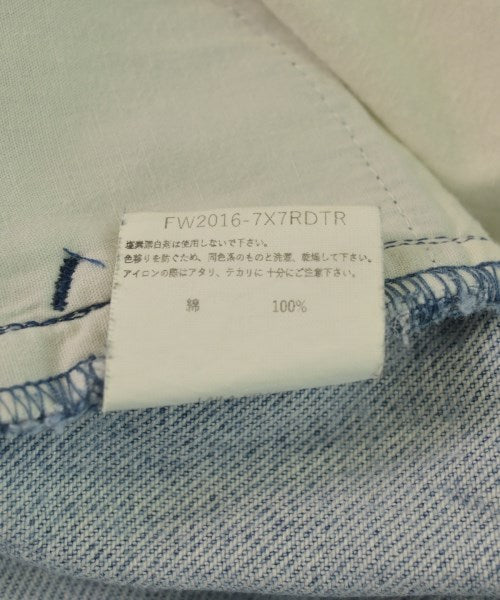 FW2016-7X7RDTR
塩素漂白剤は使用しないで下さい。
色移りを防ぐため、同色系のものと洗濯、乾燥して下さい。
アイロンの際はアタリ、テカリに十分にご注意下さい。
綿 100%